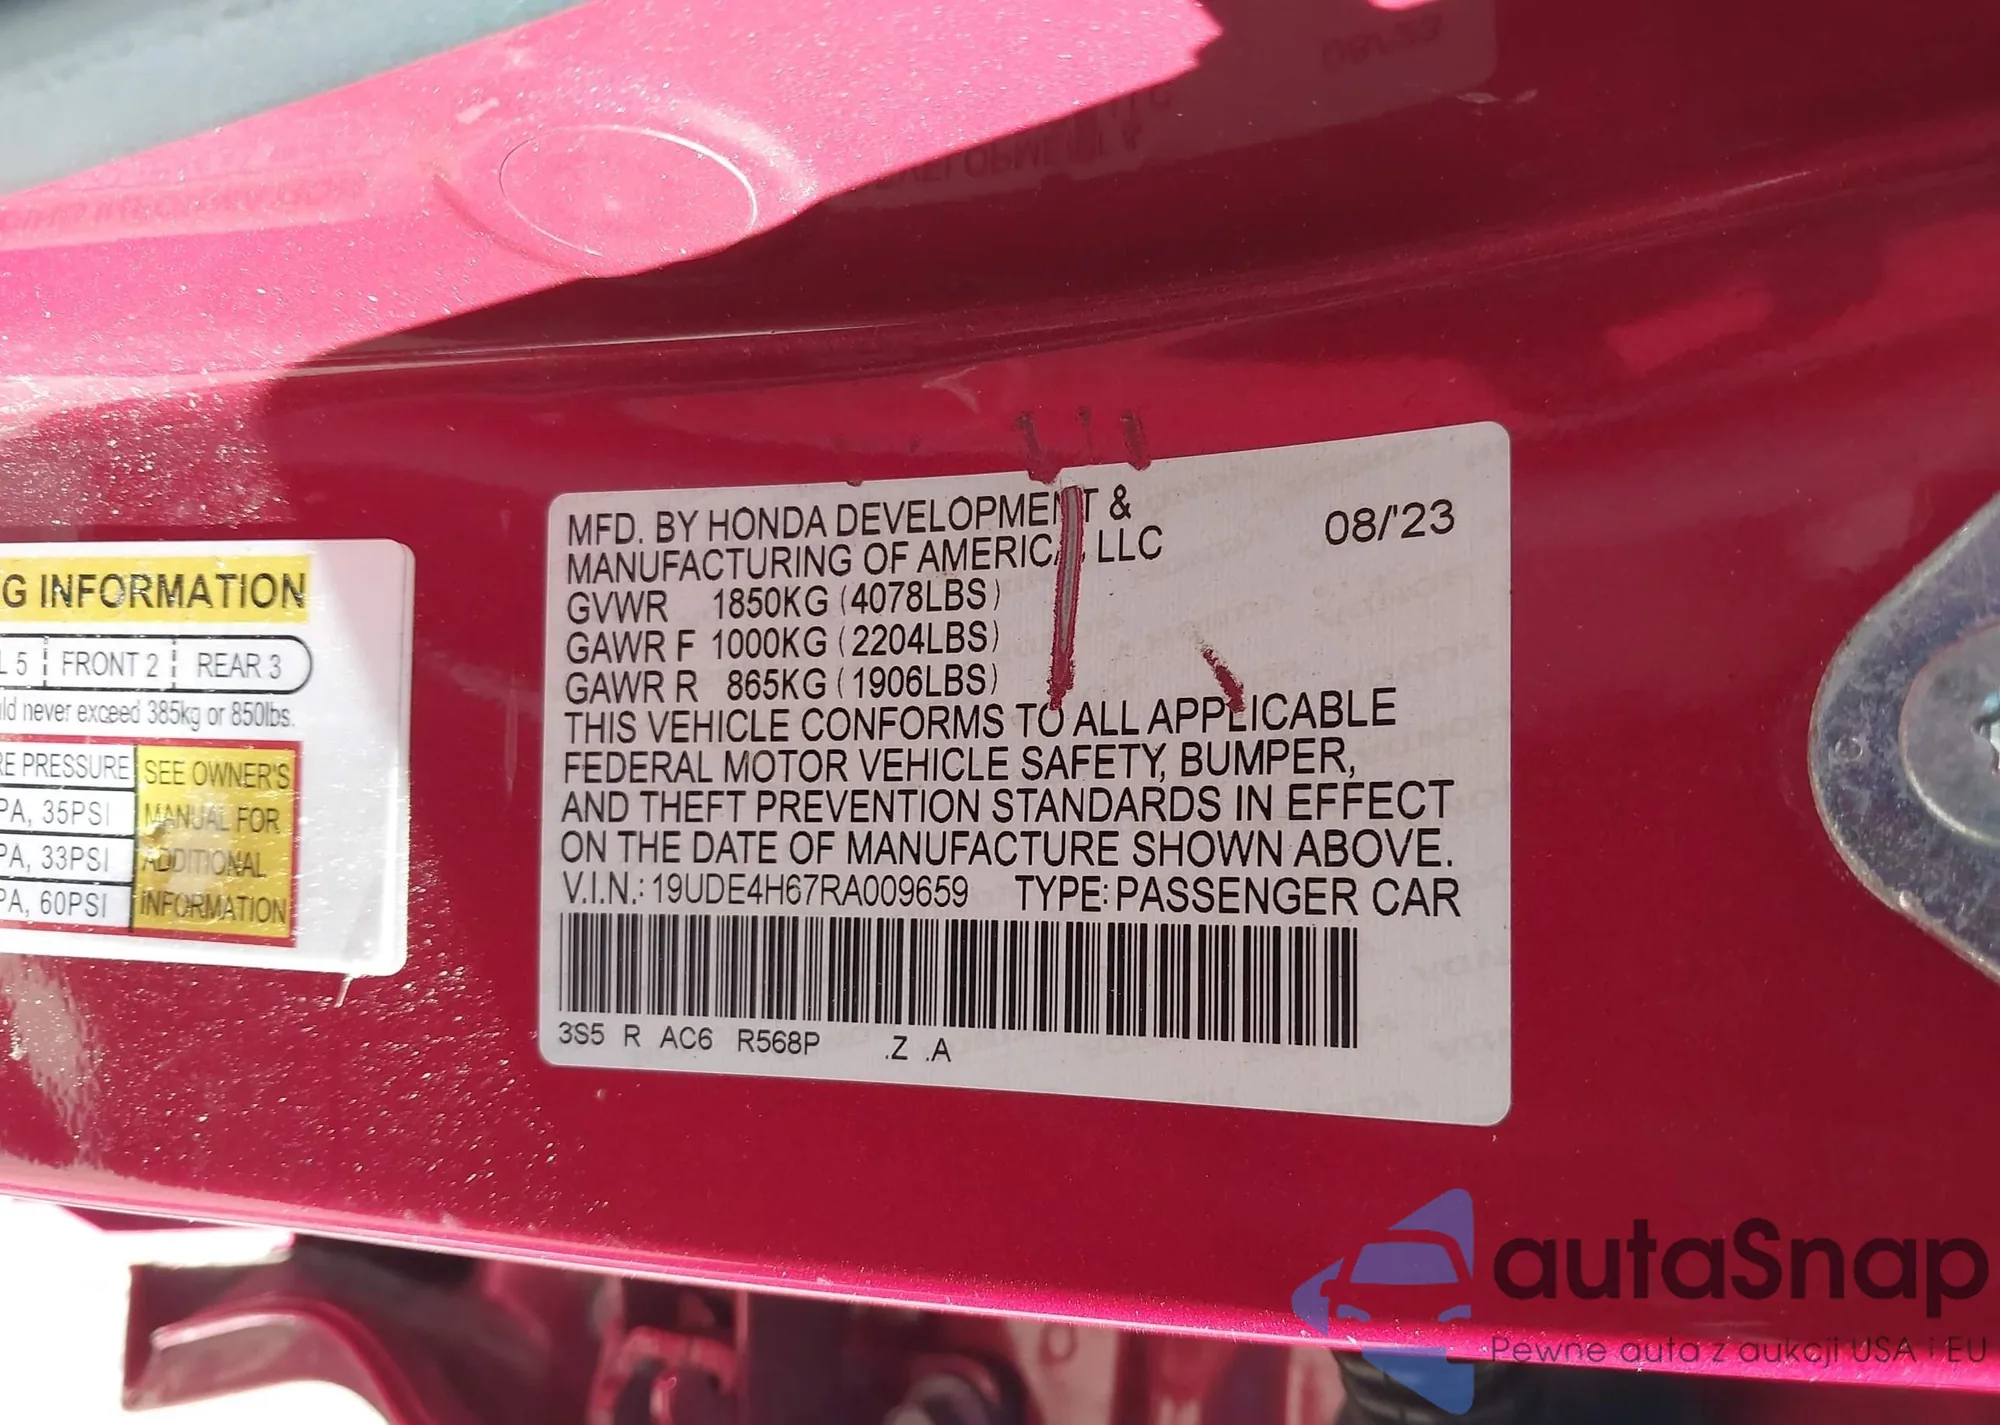 G INFORMATION
L 5 FRONT 2 REAR 3
ld never exceed 385kg or 850lbs.
RE PRESSURE
PA, 35PSI
PA, 33PSI
PA, 60PSI
SEE OWNER'S
MANUAL FOR
ADDITIONAL
INFORMATION
MFD. BY HONDA DEVELOPMENT & 08/'23
MANUFACTURING OF AMERICA, LLC
GVWR 1850KG (4078LBS)
GAWR F 1000KG (2204LBS)
GAWR R 865KG (1906LBS)
THIS VEHICLE CONFORMS TO ALL APPLICABLE
FEDERAL MOTOR VEHICLE SAFETY, BUMPER,
AND THEFT PREVENTION STANDARDS IN EFFECT
ON THE DATE OF MANUFACTURE SHOWN ABOVE.
V.I.N.: 19UDE4H67RA009659 TYPE: PASSENGER CAR
3S5 R AC6 R568P .Z .A
autaSnap
Pewne auta z aukcji USA i EU